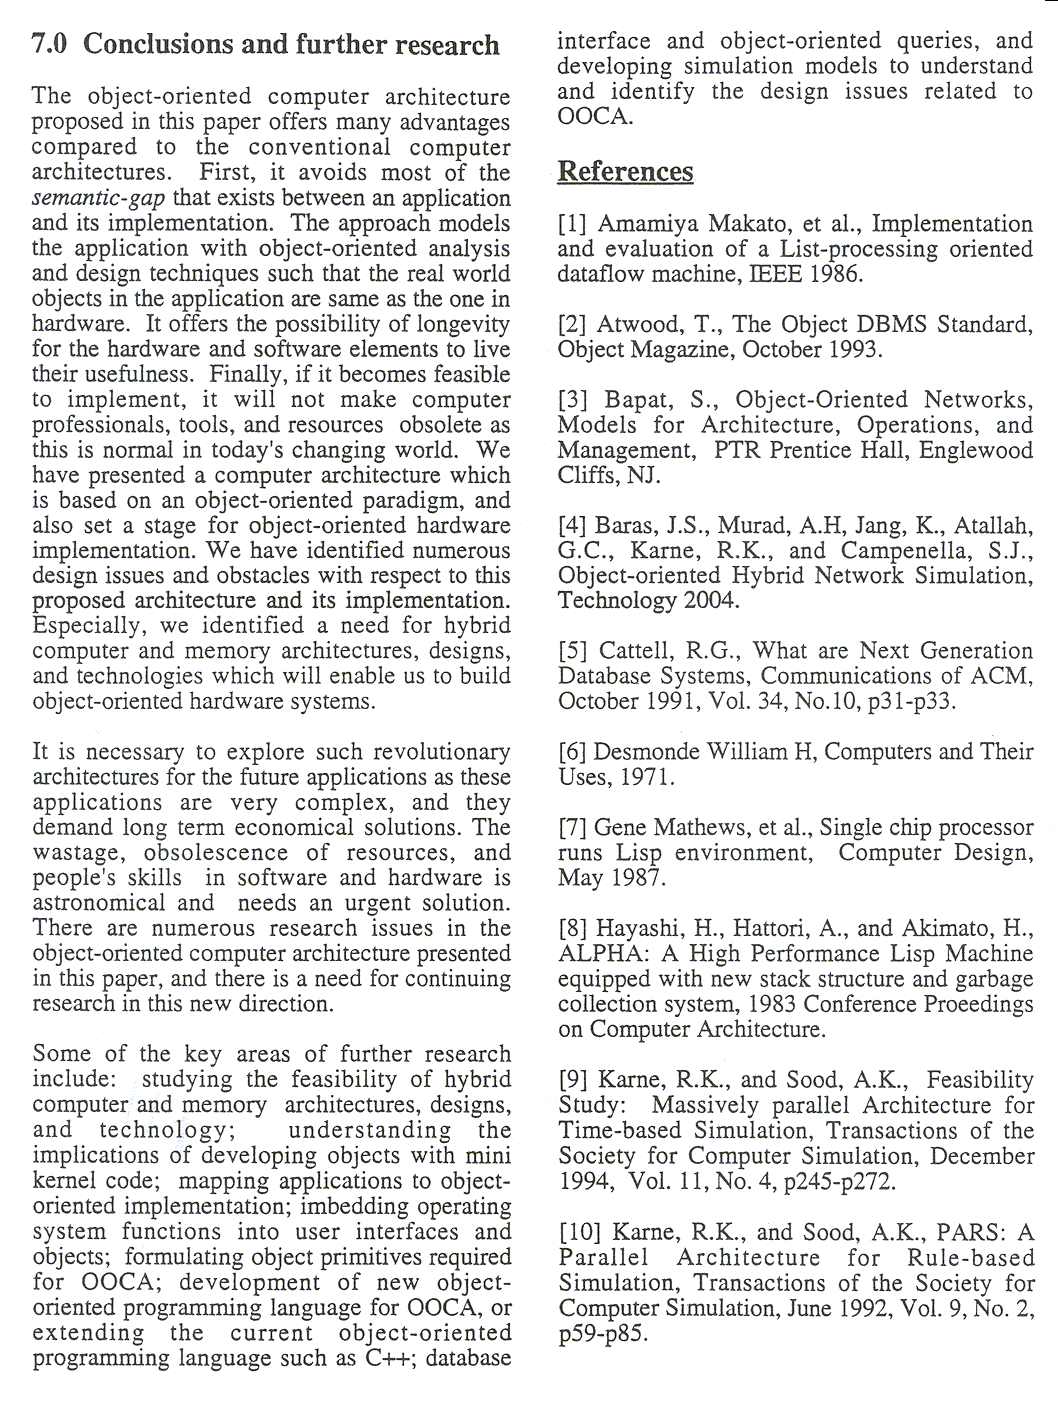 7.0 Conclusions and further research
The object-oriented computer architecture
proposed in this paper offers many advantages
compared to the conventional computer
architectures. First, it avoids most of the
semantic-gap that exists between an application
and its implementation. The approach models
the application with object-oriented analysis
and design techniques such that the real world
objects in the application are same as the one in
hardware. It offers the possibility of longevity
for the hardware and software elements to live
their usefulness. Finally, if it becomes feasible
to implement, it will not make computer
professionals, tools, and resources obsolete as
this is normal in today's changing world. We
have presented a computer architecture which
is based on an object-oriented paradigm, and
also set a stage for object-oriented hardware
implementation. We have identified numerous
design issues and obstacles with respect to this
proposed architecture and its implementation.
Especially, we identified a need for hybrid
computer and memory architectures, designs,
and technologies which will enable us to build
object-oriented hardware systems.
It is necessary to explore such revolutionary
architectures for the future applications as these
applications are very complex, and they
demand long term economical solutions. The
wastage, obsolescence of resources, and
people's skills in software and hardware is
astronomical and needs an urgent solution.
There are numerous research issues in the
object-oriented computer architecture presented
in this paper, and there is a need for continuing
research in this new direction.
Some of the key areas of further research
include: studying the feasibility of hybrid
computer and memory architectures, designs,
and technology; understanding the
implications of developing objects with mini
kernel code; mapping applications to object-
oriented implementation; imbedding operating
system functions into user interfaces and
objects; formulating object primitives required
for OOCA; development of new object-
oriented programming language for OOCA, or
extending the current object-oriented
programming language such as C++; database
interface and object-oriented queries, and
developing simulation models to understand
and identify the design issues related to
OOCA.
References
[1] Amamiya Makato, et al., Implementation
and evaluation of a List-processing oriented
dataflow machine, IEEE 1986.
[2] Atwood, T., The Object DBMS Standard,
Object Magazine, October 1993.
[3] Bapat, S., Object-Oriented Networks,
Models for Architecture, Operations, and
Management, PTR Prentice Hall, Englewood
Cliffs, NJ.
[4] Baras, J.S., Murad, A.H, Jang, K., Atallah,
G.C., Karne, R.K., and Campenella, S.J.,
Object-oriented Hybrid Network Simulation,
Technology 2004.
[5] Cattell, R.G., What are Next Generation
Database Systems, Communications of ACM,
October 1991, Vol. 34, No.10, p31-p33.
[6] Desmonde William H, Computers and Their
Uses, 1971.
[7] Gene Mathews, et al., Single chip processor
runs Lisp environment, Computer Design,
May 1987.
[8] Hayashi, H., Hattori, A., and Akimato, H.,
ALPHA: A High Performance Lisp Machine
equipped with new stack structure and garbage
collection system, 1983 Conference Proeedings
on Computer Architecture.
[9] Karne, R.K., and Sood, A.K., Feasibility
Study: Massively parallel Architecture for
Time-based Simulation, Transactions of the
Society for Computer Simulation, December
1994, Vol. 11, No. 4, p245-p272.
[10] Karne, R.K., and Sood, A.K., PARS: A
Parallel Architecture for Rule-based
Simulation, Transactions of the Society for
Computer Simulation, June 1992, Vol. 9, No. 2,
p59-p85.